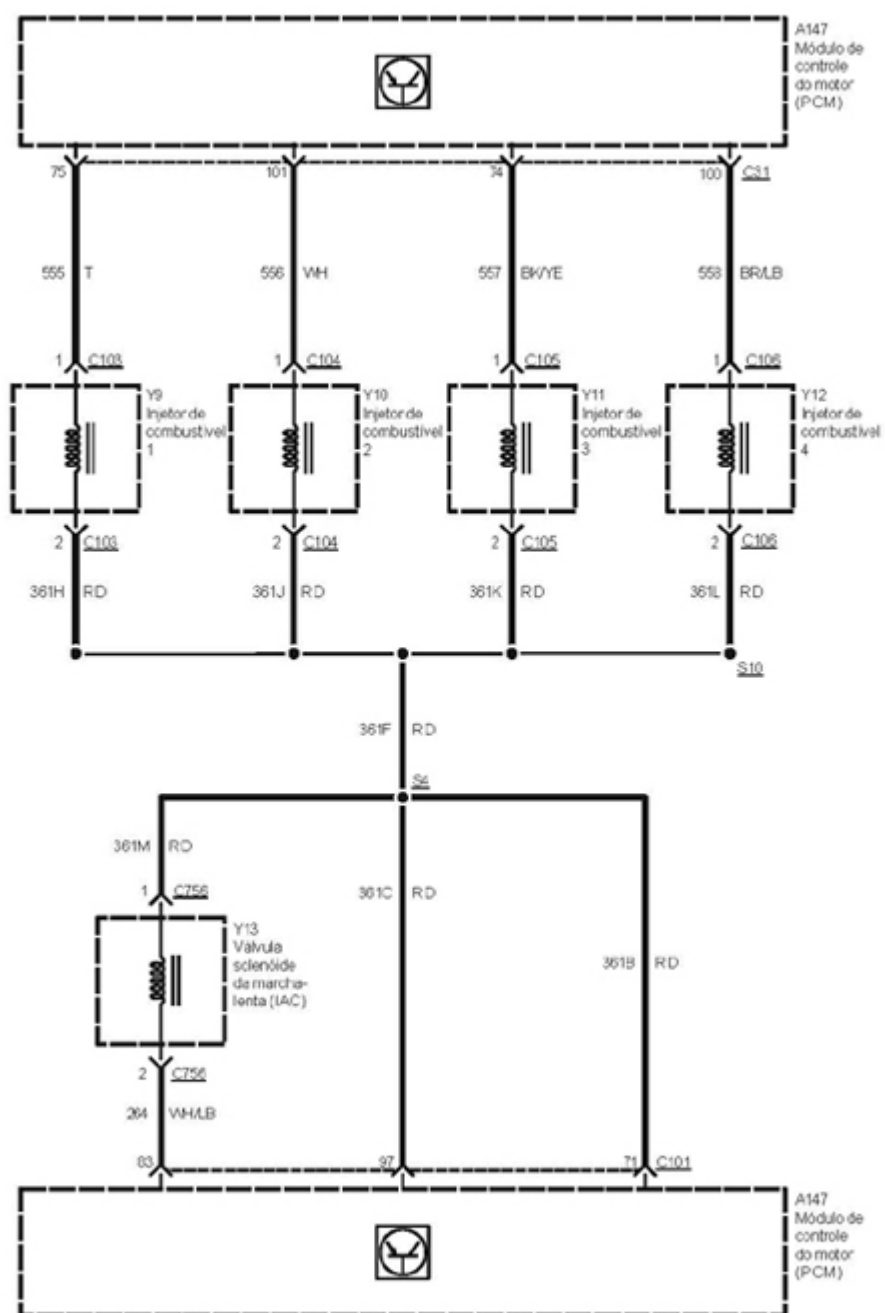 A147
Módulo de
controle
do motor
(PCM)
75 101 74 100 C31
555 T 556 WH 557 BK/YE 558 BR/LB
1 C103 1 C104 1 C105 1 C106
Y9
Injetor de
combustível
1
Y10
Injetor de
combustível
2
Y11
Injetor de
combustível
3
Y12
Injetor de
combustível
4
2 C103 2 C104 2 C105 2 C106
361H RD 361J RD 361K RD 361L RD
S10
361F RD
S4
361M RD
1 C756 361C RD
Y13
Válvula
solenóide
da marcha-
lenta (IAC)
361B RD
2 C756
264 WH/LB
83 97 71 C101
A147
Módulo de
controle
do motor
(PCM)